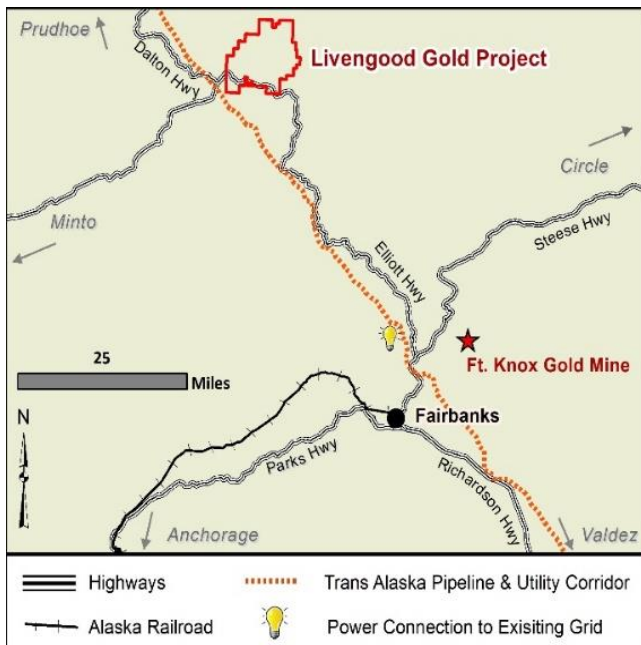 Prudhoe
Dalton Hwy
Livengood Gold Project
Circle
Minto
Steese Hwy
Elliott Hwy
25
Miles
Ft. Knox Gold Mine
N
Fairbanks
Parks Hwy
Richardson Hwy
Anchorage
Valdez
Highways
Trans Alaska Pipeline & Utility Corridor
Alaska Railroad
Power Connection to Exisiting Grid